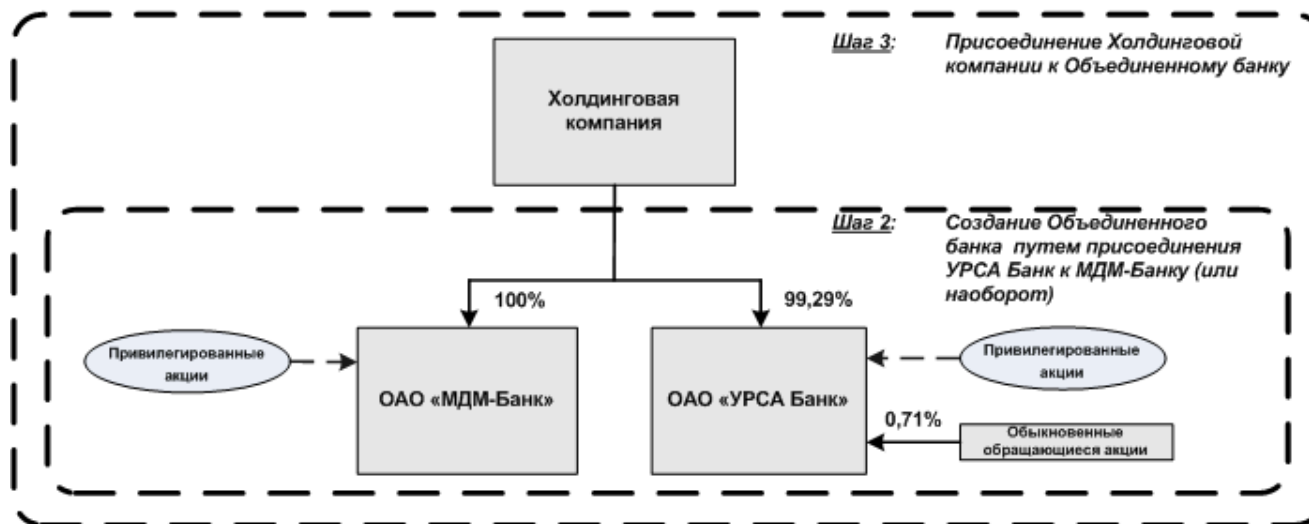 Шаг 3: Присоединение Холдинговой
компании к Объединенному банку
Холдинговая
компания
Шаг 2: Создание Объединенного
банка путем присоединения
УРСА Банк к МДМ-Банку (или
наоборот)
100%
99,29%
Привилегированные
акции
ОАО «МДМ-Банк»
ОАО «УРСА Банк»
Привилегированные
акции
0,71%
Обыкновенные
обращающиеся акции